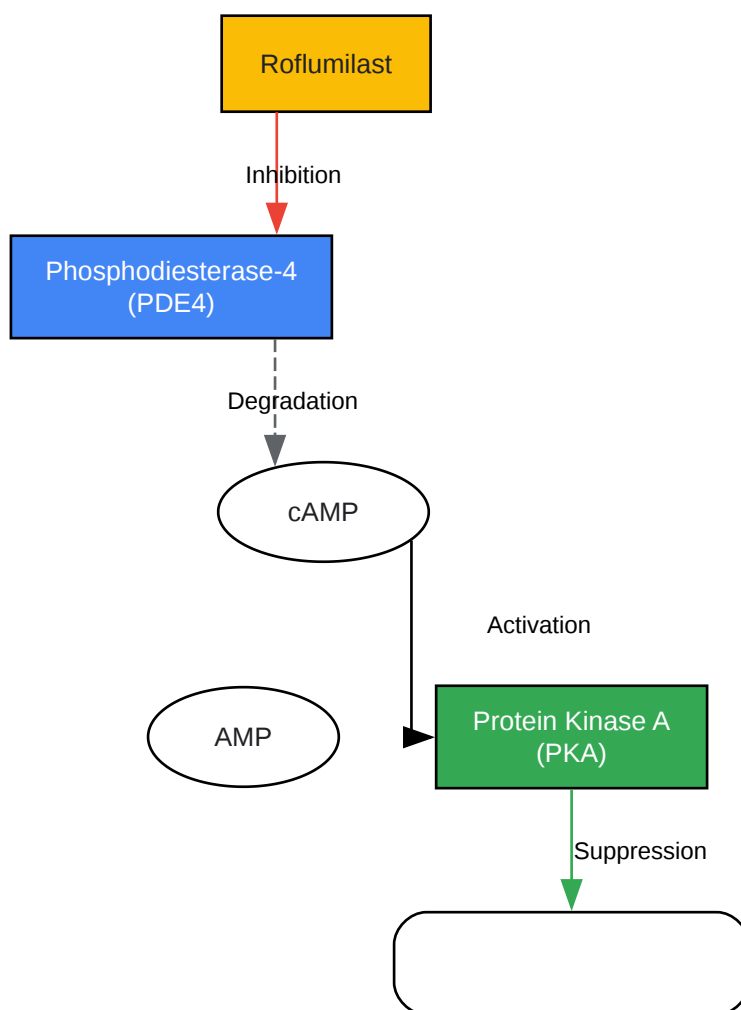 Roflumilast
Inhibition
Phosphodiesterase-4
(PDE4)
Degradation
cAMP
Activation
AMP
Protein Kinase A
(PKA)
Suppression